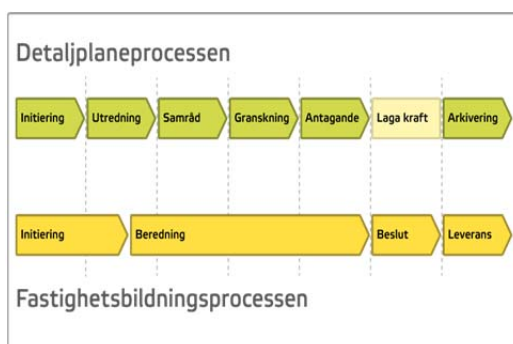 Detaljplaneprocessen
Initiering Utredning Samråd Granskning Antagande Laga kraft Arkivering
Initiering Beredning Beslut Leverans
Fastighetsbildningsprocessen